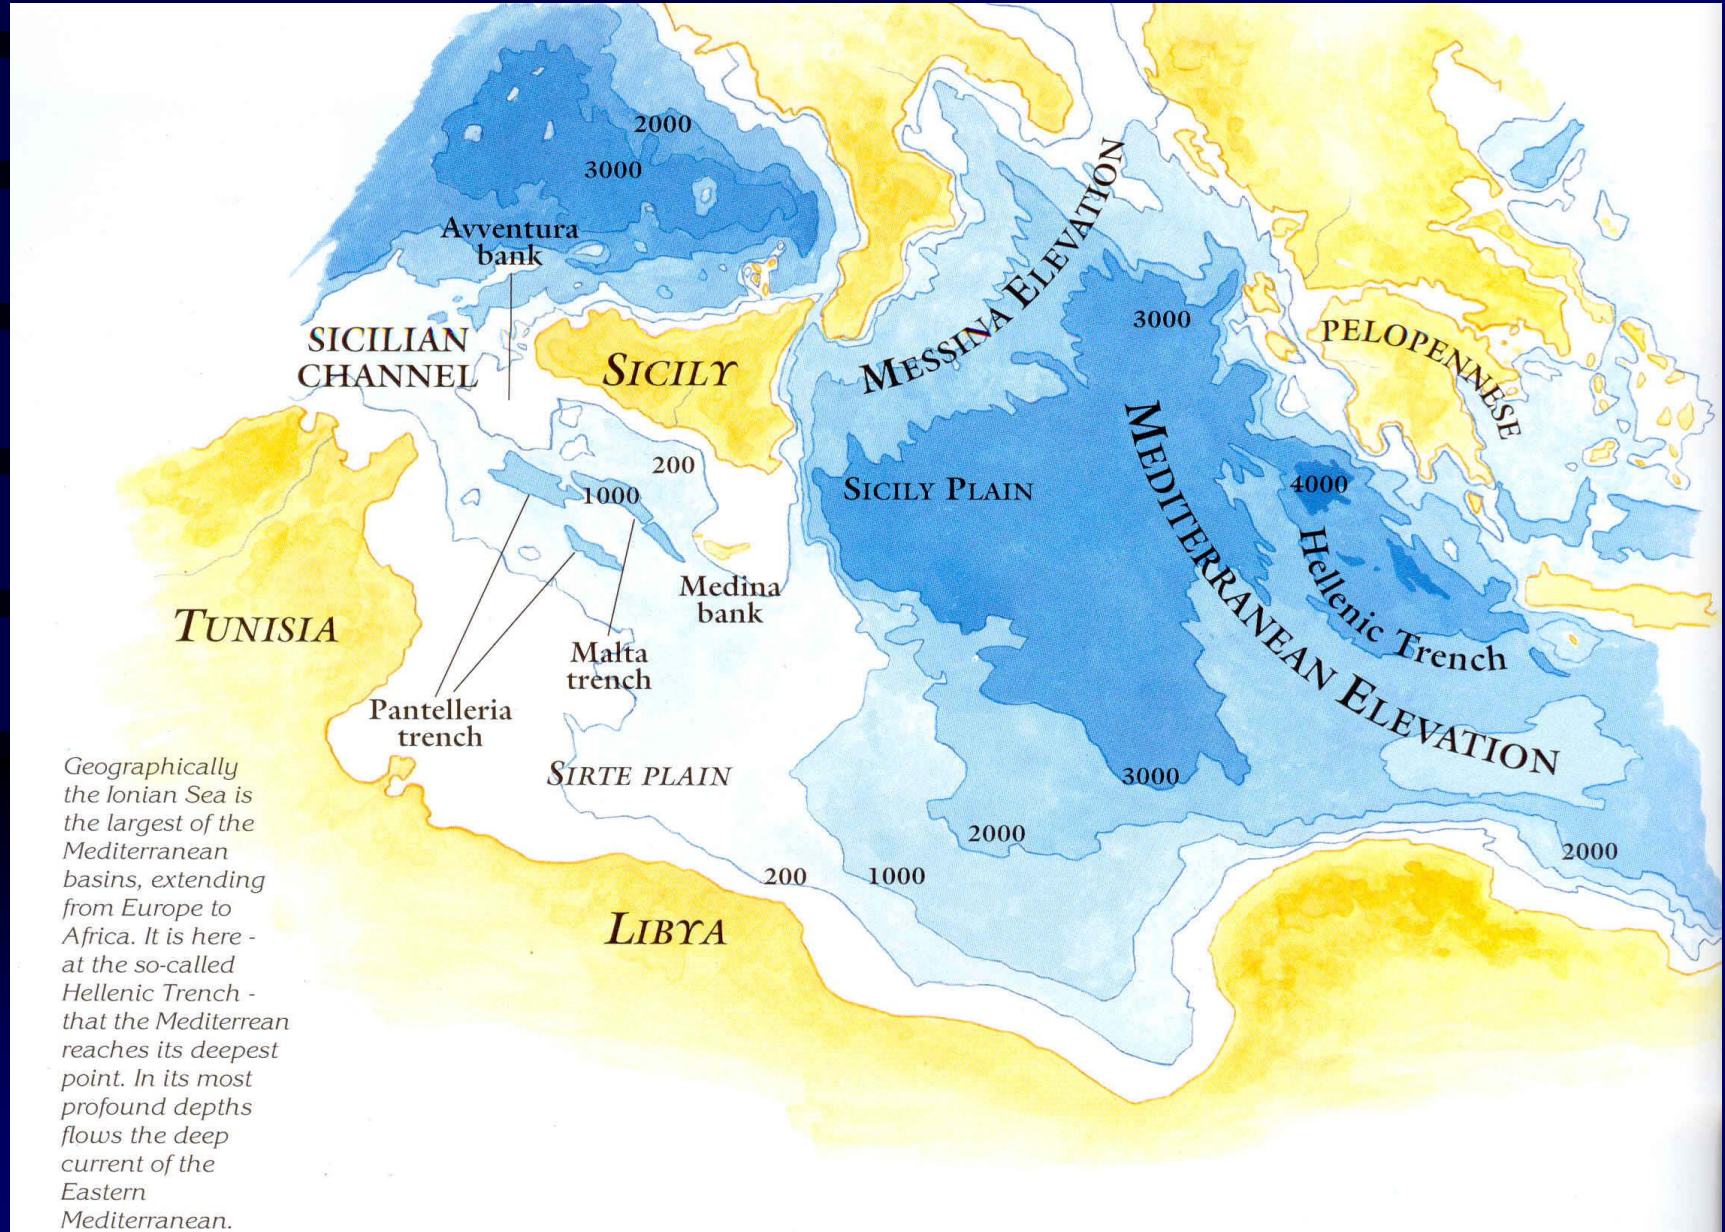 2000
3000
Avventura
bank
SICILIAN
CHANNEL
SICILY
MESSINA ELEVATION
3000
PELOPENNESE
200
1000
SICILY PLAIN
4000
MEDITERRANEAN ELEVATION
Hellenic Trench
Medina
bank
TUNISIA
Malta
trench
Pantelleria
trench
SIRTE PLAIN
3000
2000
2000
200
1000
LIBYA
Geographically
the Ionian Sea is
the largest of the
Mediterranean
basins, extending
from Europe to
Africa. It is here -
at the so-called
Hellenic Trench -
that the Mediterrean
reaches its deepest
point. In its most
profound depths
flows the deep
current of the
Eastern
Mediterranean.